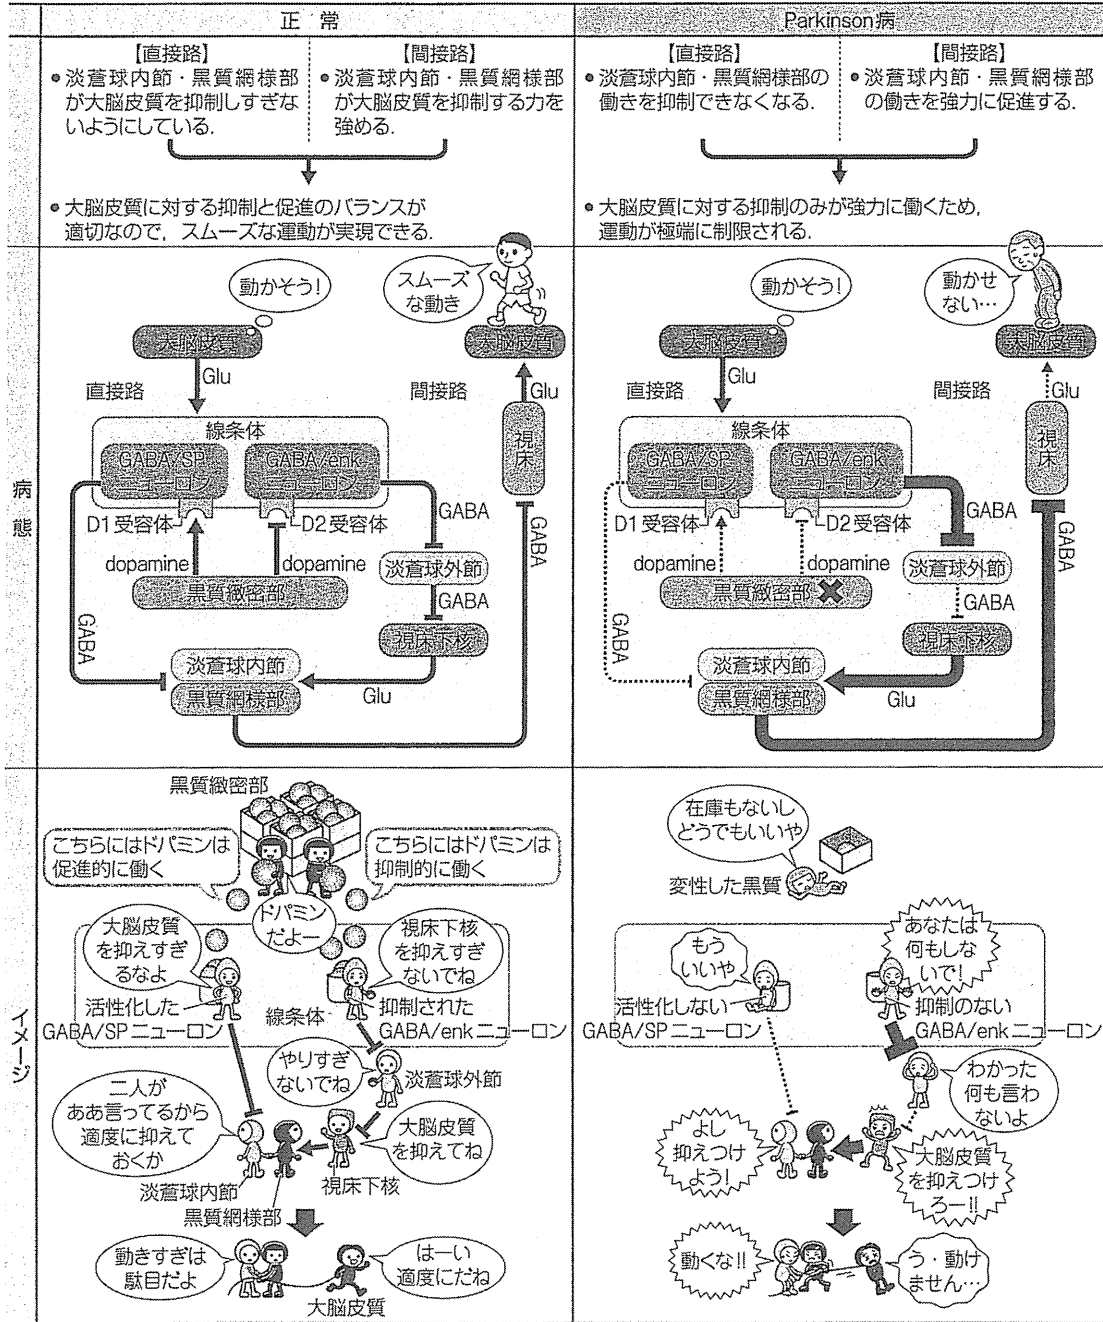 正 常
Parkinson病
【直接路】
• 淡蒼球内節・黒質網様部
が大脳皮質を抑制しすぎな
いようにしている.
【間接路】
• 淡蒼球内節・黒質網様部
が大脳皮質を抑制する力を
強める.
【直接路】
• 淡蒼球内節・黒質網様部の
働きを抑制できなくなる.
【間接路】
• 淡蒼球内節・黒質網様部
の働きを強力に促進する.
• 大脳皮質に対する抑制と促進のバランスが
適切なので，スムーズな運動が実現できる.
• 大脳皮質に対する抑制のみが強力に働くため,
運動が極端に制限される.
病態
動かそう!
スムーズ
な動き
大脳皮質
大脳皮質
Glu
Glu
直接路
間接路
線条体
視床
GABA/SP
ニューロン
GABA/enk
ニューロン
D1受容体
D2受容体
GABA
GABA
dopamine
dopamine
淡蒼球外節
黒質緻密部
GABA
GABA
視床下核
淡蒼球内節
黒質網様部
Glu
動かそう!
動かせ
ない…
大脳皮質
大脳皮質
Glu
Glu
直接路
間接路
線条体
視床
GABA/SP
ニューロン
GABA/enk
ニューロン
D1受容体
D2受容体
GABA
GABA
dopamine
dopamine
淡蒼球外節
黒質緻密部
GABA
GABA
視床下核
淡蒼球内節
黒質網様部
Glu
イメージ
黒質緻密部
こちらにはドパミンは
促進的に働く
こちらにはドパミンは
抑制的に働く
ドパミン
だよー
大脳皮質
を抑えすぎ
るなよ
視床下核
を抑えすぎ
ないでね
活性化した
GABA/SPニューロン
線条体
抑制された
GABA/enkニューロン
やりすぎ
ないでね
淡蒼球外節
二人が
ああ言ってるから
適度に抑えて
おくか
大脳皮質
を抑えてね
淡蒼球内節
視床下核
黒質網様部
動きすぎは
駄目だよ
はーい
適度にだね
大脳皮質
在庫もないし
どうでもいいや
変性した黒質
もう
いいや
あなたは
何もしな
いで!
活性化しない
GABA/SPニューロン
抑制のない
GABA/enkニューロン
わかった
何も言わ
ないよ
よし
抑えつけ
よう!
大脳皮質
を抑えつけ
ろー!!
動くな!!
う・動け
ません…